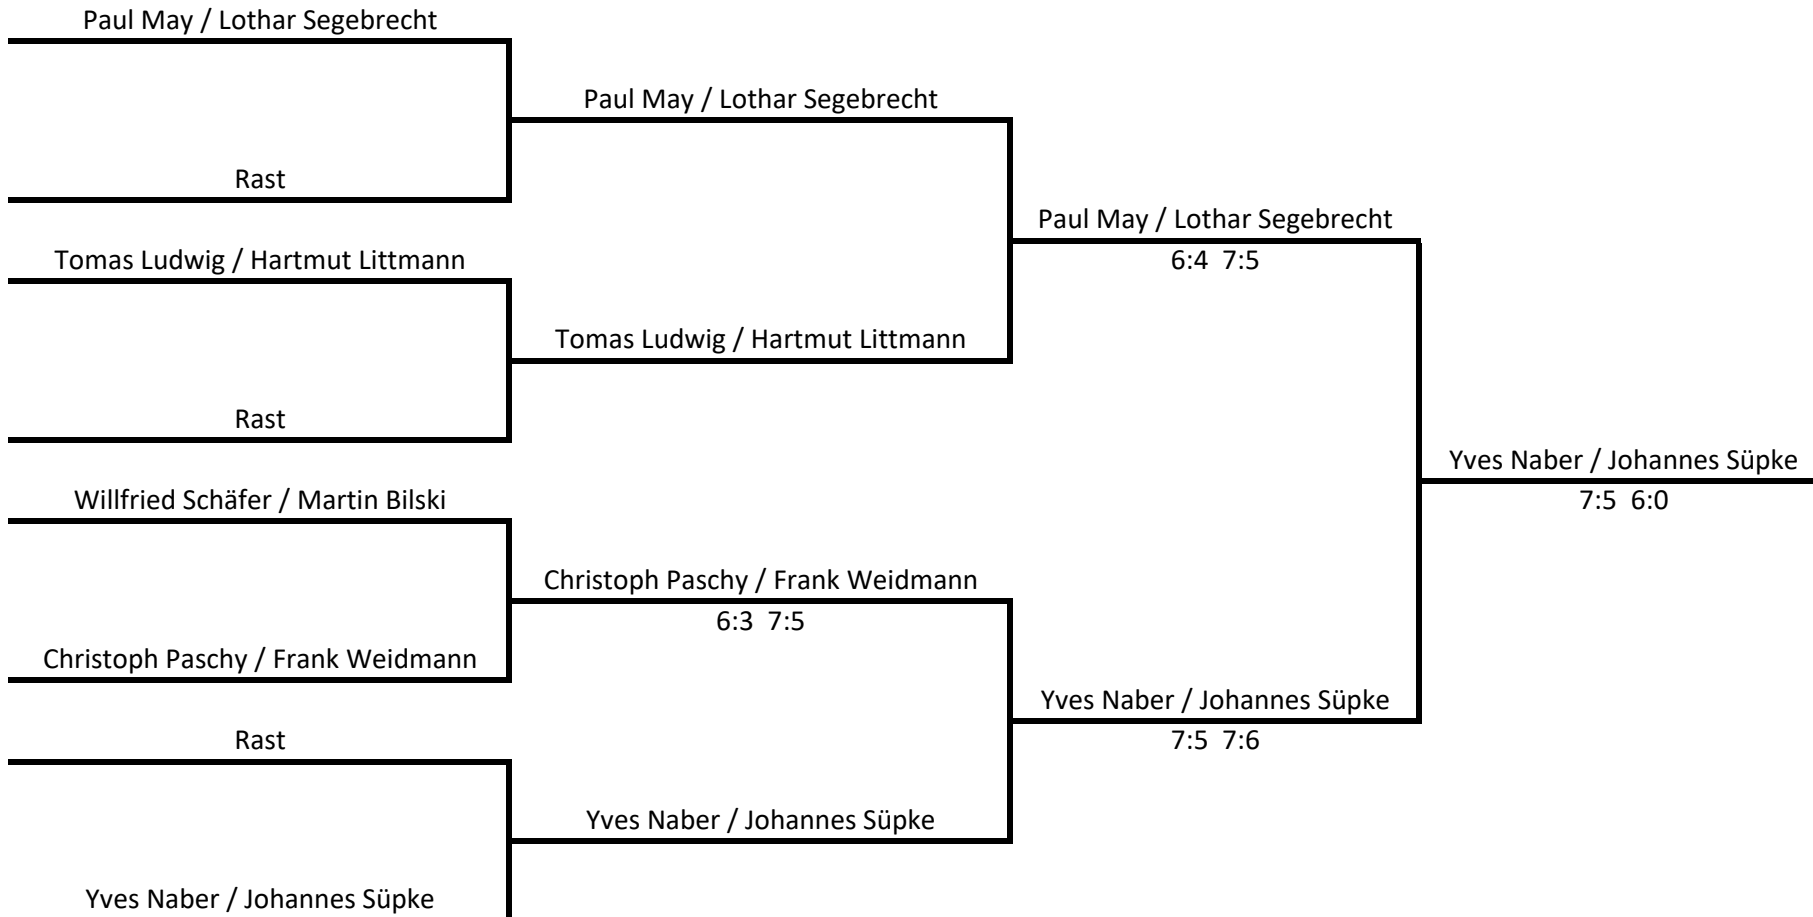 Paul May / Lothar Segebrecht
Paul May / Lothar Segebrecht
Rast
Paul May / Lothar Segebrecht
6:4 7:5
Tomas Ludwig / Hartmut Littmann
Tomas Ludwig / Hartmut Littmann
Rast
Yves Naber / Johannes Süpke
7:5 6:0
Willfried Schäfer / Martin Bilski
Christoph Paschy / Frank Weidmann
6:3 7:5
Christoph Paschy / Frank Weidmann
Yves Naber / Johannes Süpke
7:5 7:6
Rast
Yves Naber / Johannes Süpke
Yves Naber / Johannes Süpke